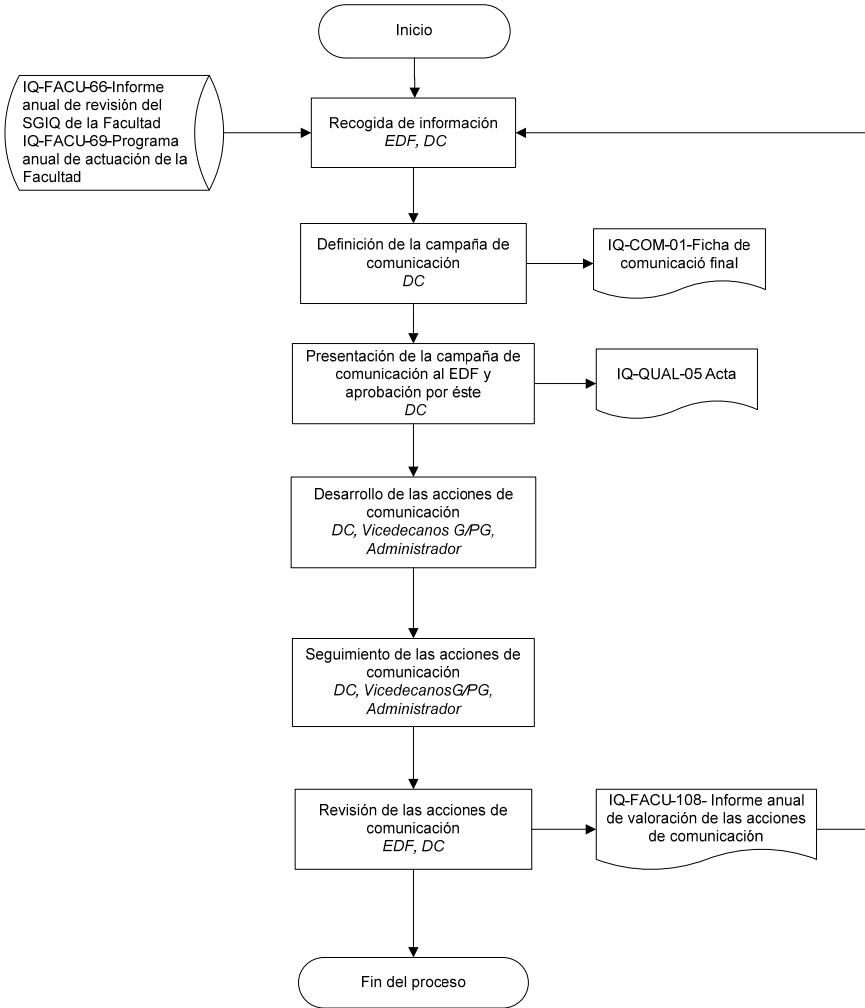 Inicio
IQ-FACU-66-Informe
anual de revisión del
SGIQ de la Facultad
IQ-FACU-69-Programa
anual de actuación de la
Facultad
Recogida de información
EDF, DC
Definición de la campaña de
comunicación
DC
IQ-COM-01-Ficha de
comunicació final
Presentación de la campaña de
comunicación al EDF y
aprobación por éste
DC
IQ-QUAL-05 Acta
Desarrollo de las acciones de
comunicación
DC, Vicedecanos G/PG,
Administrador
Seguimiento de las acciones de
comunicación
DC, VicedecanosG/PG,
Administrador
Revisión de las acciones de
comunicación
EDF, DC
IQ-FACU-108- Informe anual
de valoración de las acciones
de comunicación
Fin del proceso